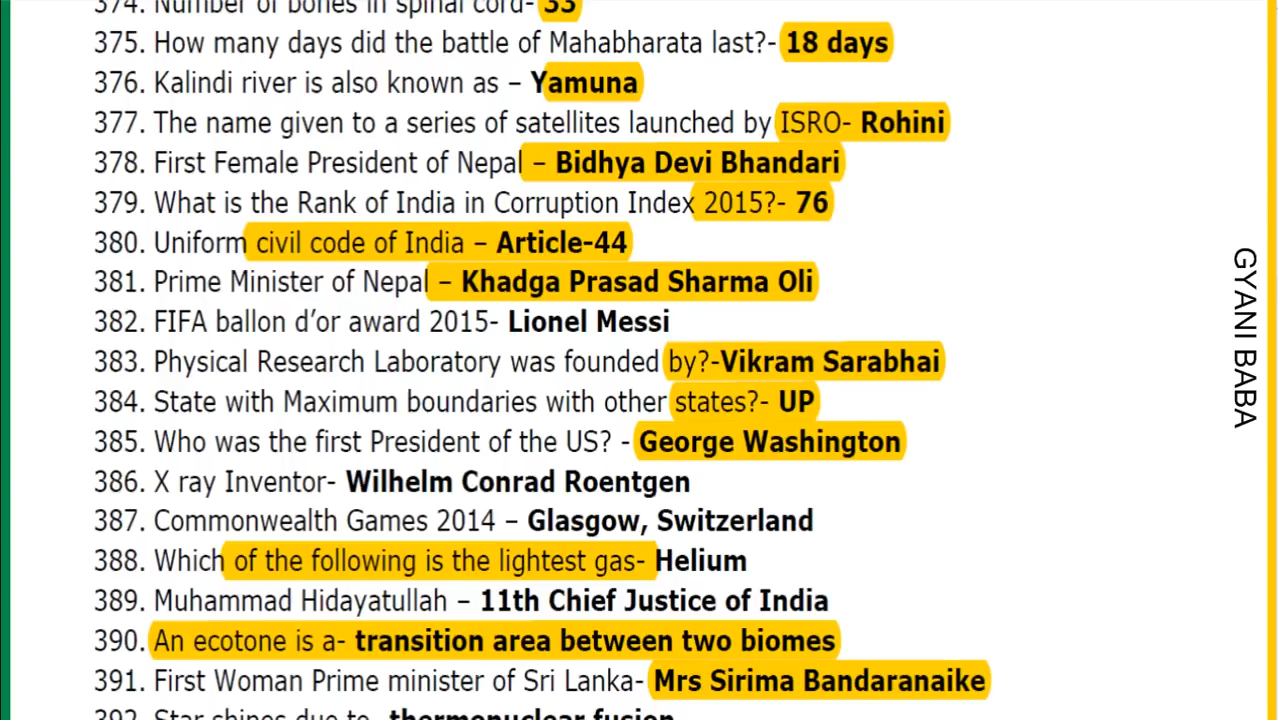 374. Number of bones in spinal cord- 33
375. How many days did the battle of Mahabharata last?- 18 days
376. Kalindi river is also known as – Yamuna
377. The name given to a series of satellites launched by ISRO- Rohini
378. First Female President of Nepal – Bidhya Devi Bhandari
379. What is the Rank of India in Corruption Index 2015?- 76
380. Uniform civil code of India – Article-44
381. Prime Minister of Nepal – Khadga Prasad Sharma Oli
382. FIFA ballon d’or award 2015- Lionel Messi
383. Physical Research Laboratory was founded by?-Vikram Sarabhai
384. State with Maximum boundaries with other states?- UP
385. Who was the first President of the US? - George Washington
386. X ray Inventor- Wilhelm Conrad Roentgen
387. Commonwealth Games 2014 – Glasgow, Switzerland
388. Which of the following is the lightest gas- Helium
389. Muhammad Hidayatullah – 11th Chief Justice of India
390. An ecotone is a- transition area between two biomes
391. First Woman Prime minister of Sri Lanka- Mrs Sirima Bandaranaike
392. Star shines due to- thermonuclear fusion
GYANI BABA